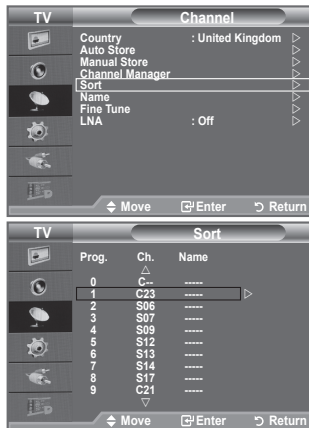 TV Channel
Country : United Kingdom
Auto Store
Manual Store
Channel Manager
Sort
Name
Fine Tune
LNA : Off
Move Enter Return
TV Sort
Prog. Ch. Name
0 C-- -----
1 C23 -----
2 S06 -----
3 S07 -----
4 S09 -----
5 S12 -----
6 S13 -----
7 S14 -----
8 S17 -----
9 C21 -----
Move Enter Return